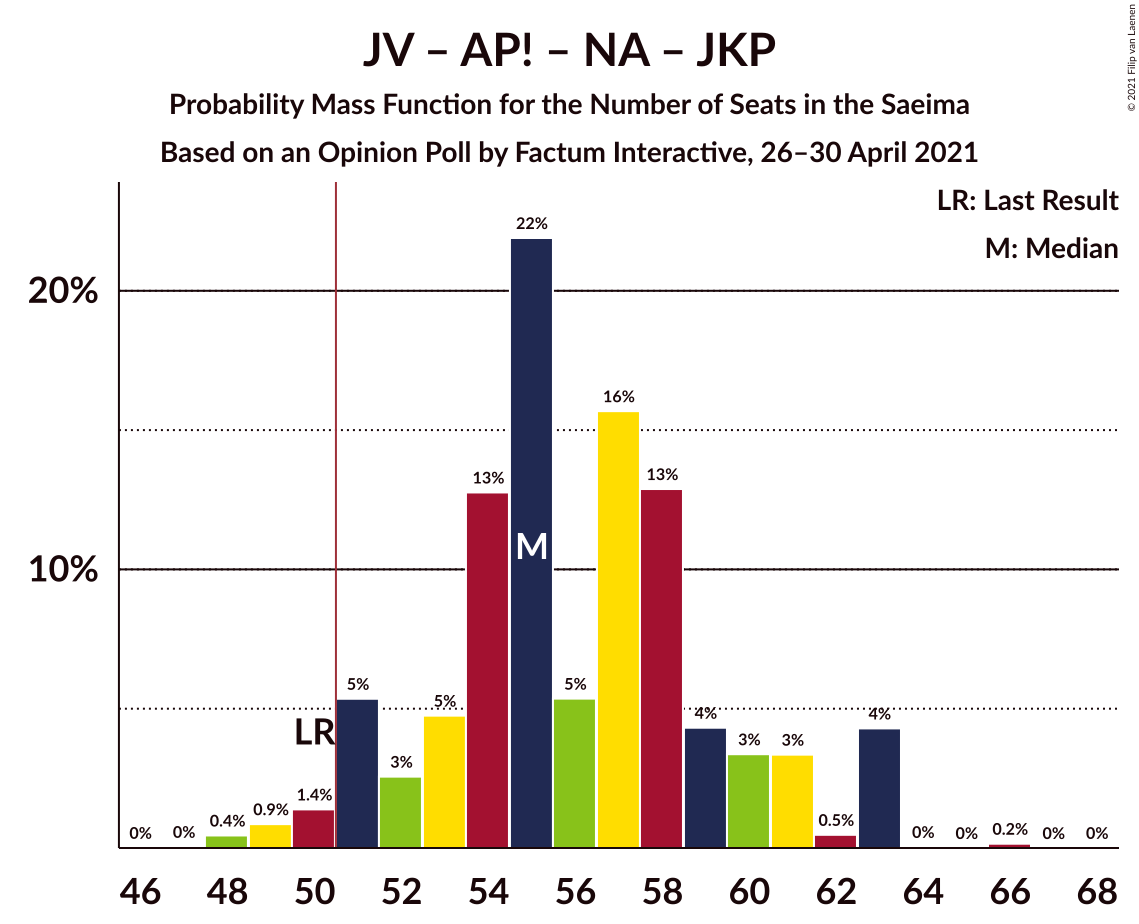 JV – AP! – NA – JKP
Probability Mass Function for the Number of Seats in the Saeima
Based on an Opinion Poll by Factum Interactive, 26–30 April 2021
© 2021 Filip van Laenen
LR: Last Result
M: Median
20%
10%
0%
0%
0.4%
0.9%
1.4%
5%
3%
5%
13%
22%
5%
16%
13%
4%
3%
3%
0.5%
4%
0%
0%
0.2%
0%
0%
LR
M
46 48 50 52 54 56 58 60 62 64 66 68